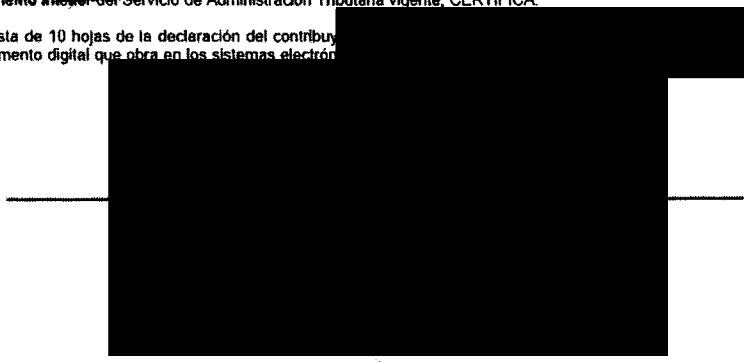 del Servicio de Administración Tributaria vigente, CERTIFICA:
sta de 10 hojas de la declaración del contribuy
mento digital que obra en los sistemas electrón